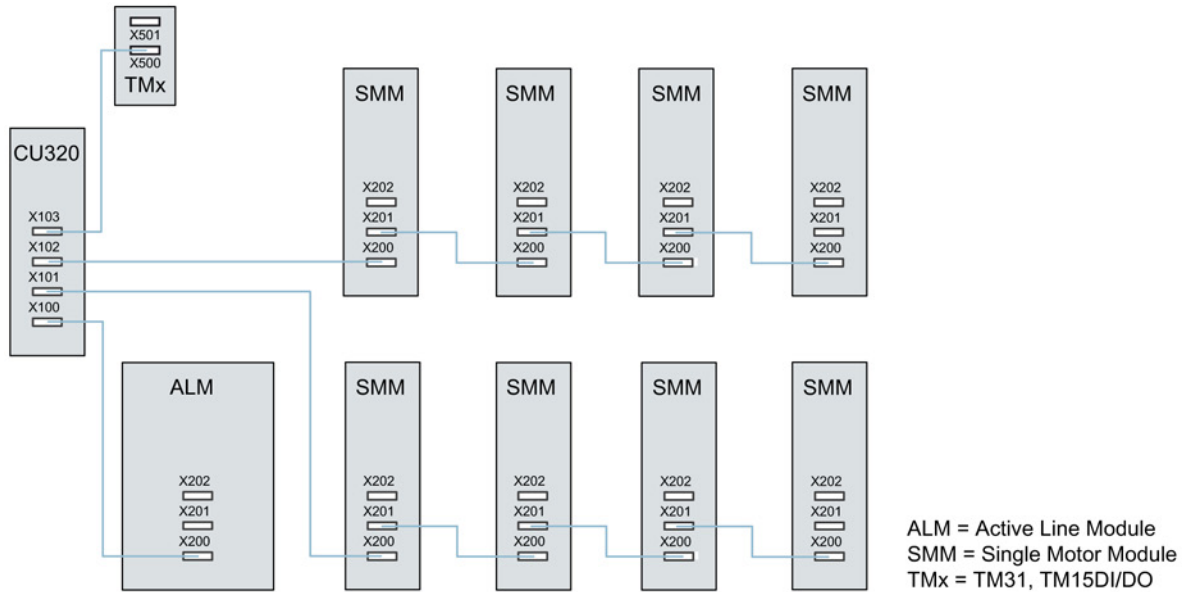 X501
X500
TMx
CU320
X103
X102
X101
X100
SMM
X202
X201
X200
SMM
X202
X201
X200
SMM
X202
X201
X200
SMM
X202
X201
X200
ALM
X202
X201
X200
SMM
X202
X201
X200
SMM
X202
X201
X200
SMM
X202
X201
X200
SMM
X202
X201
X200
ALM = Active Line Module
SMM = Single Motor Module
TMx = TM31, TM15DI/DO